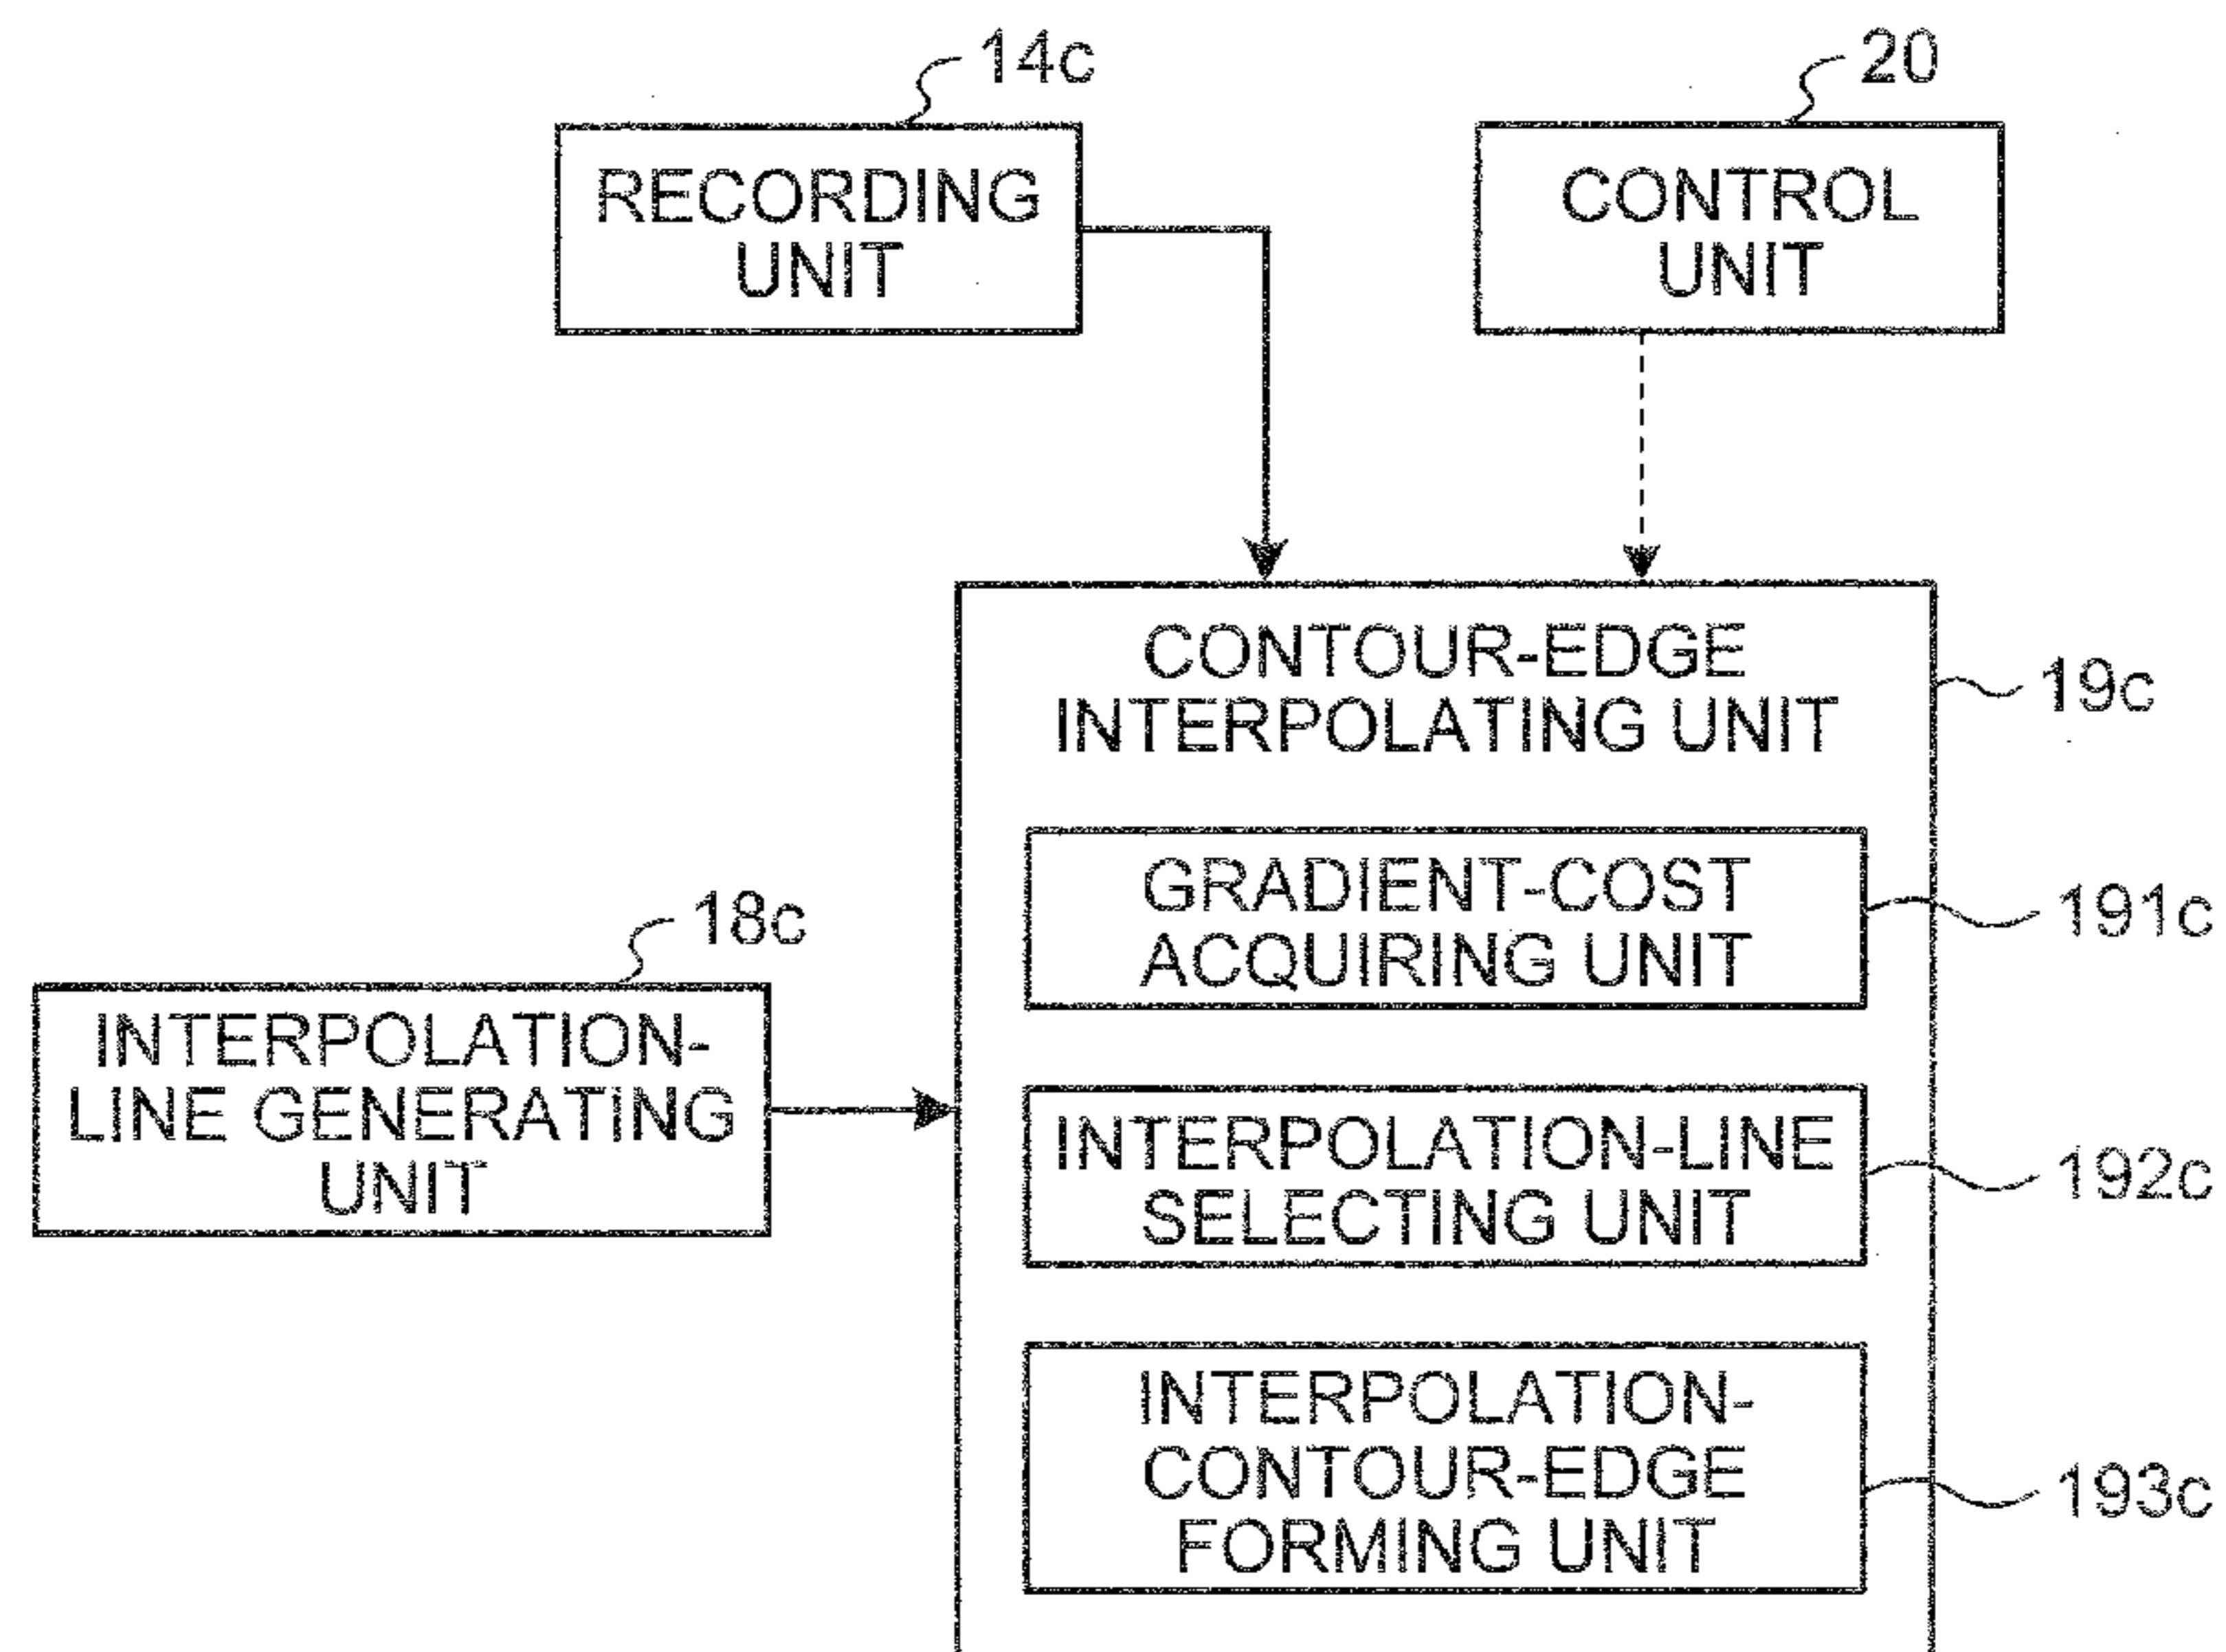 14c
20
RECORDING
UNIT
CONTROL
UNIT
CONTOUR-EDGE
INTERPOLATING UNIT
19c
GRADIENT-COST
ACQUIRING UNIT
191c
18c
INTERPOLATION-
LINE GENERATING
UNIT
INTERPOLATION-LINE
SELECTING UNIT
192c
INTERPOLATION-
CONTOUR-EDGE
FORMING UNIT
193c